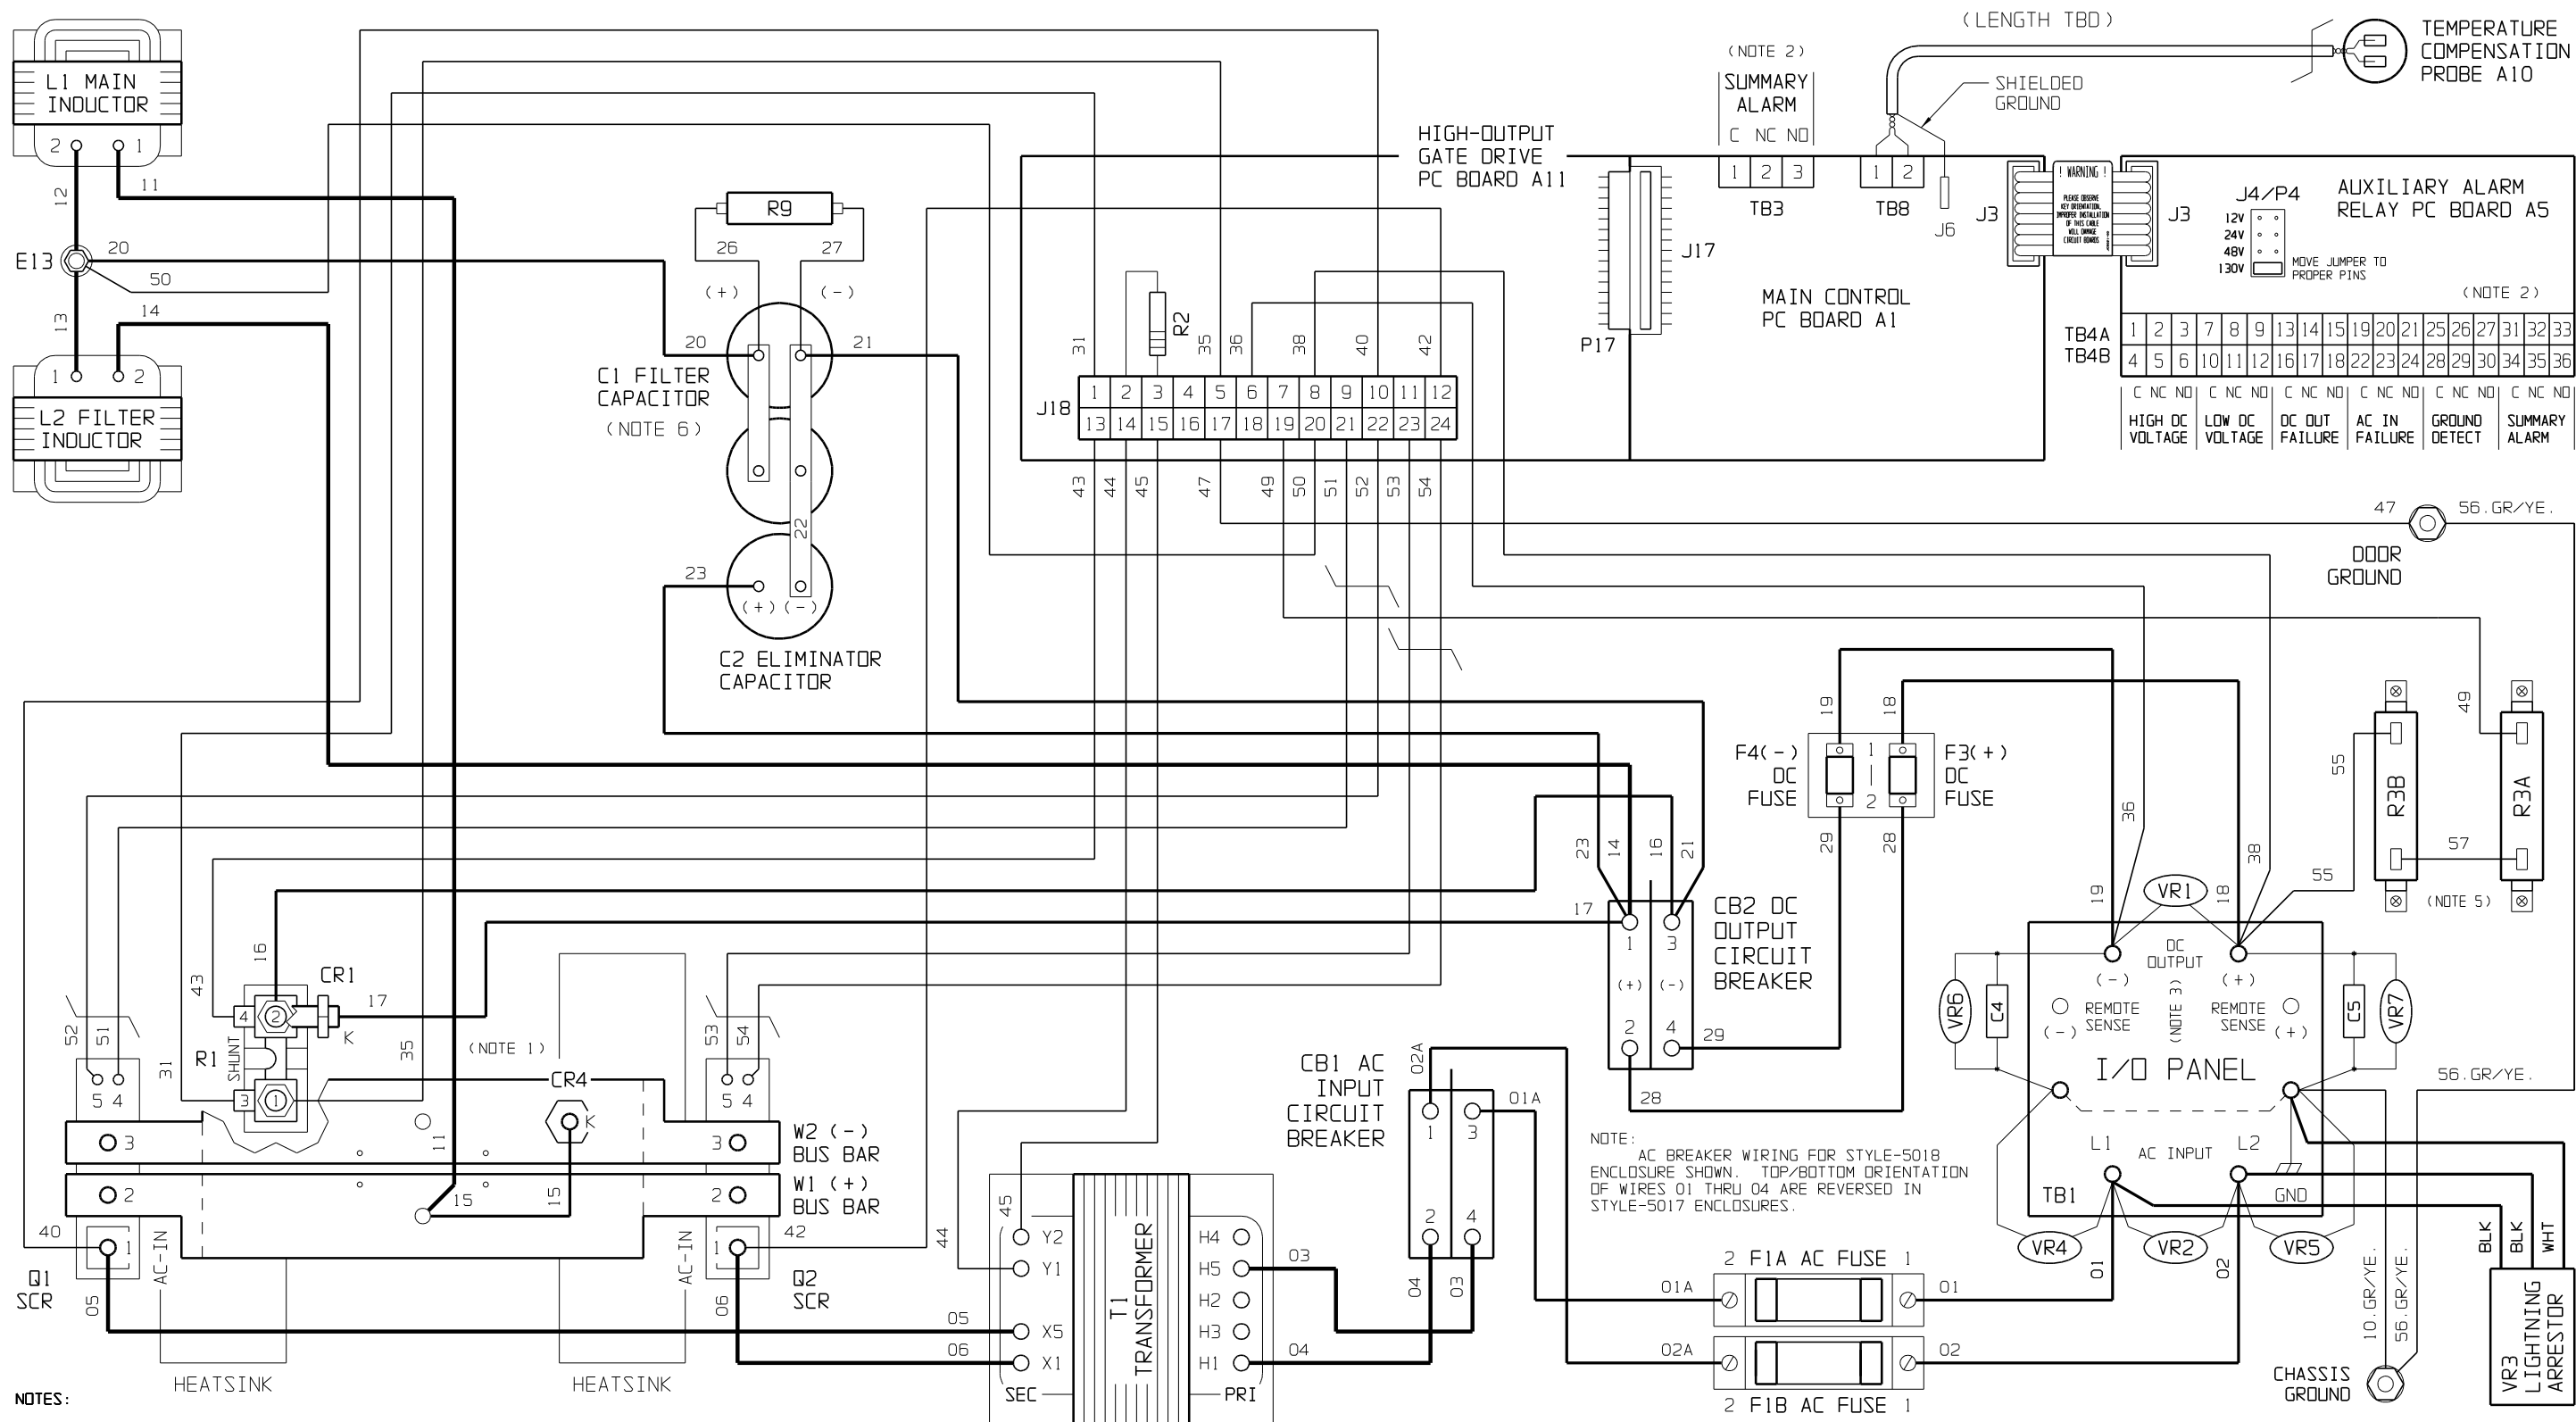 (LENGTH TBD)
TEMPERATURE
COMPENSATION
PROBE A10
(NOTE 2)
SUMMARY
ALARM
C NC NO
SHIELDED
GROUND
L1 MAIN
INDUCTOR
2 1
12
11
HIGH-OUTPUT
GATE DRIVE
PC BOARD A11
1 2 3
TB3
1 2
TB8
J6
J3
! WARNING !
PLEASE OBSERVE
KEY ORIENTATION,
IMPROPER INSTALLATION
OF THIS CABLE
WILL DAMAGE
CIRCUIT BOARDS
J3
J4/P4
12V
24V
48V
130V
MOVE JUMPER TO
PROPER PINS
AUXILIARY ALARM
RELAY PC BOARD A5
(NOTE 2)
R9
26 27
(+) (-)
E13
20
50
13
14
J17
P17
MAIN CONTROL
PC BOARD A1
R2
31 35 36 38 40 42
TB4A
1 2 3 7 8 9 13 14 15 19 20 21 25 26 27 31 32 33
TB4B
4 5 6 10 11 12 16 17 18 22 23 24 28 29 30 34 35 36
C NC NO C NC NO C NC NO C NC NO C NC NO C NC NO
HIGH DC
VOLTAGE
LOW DC
VOLTAGE
DC OUT
FAILURE
AC IN
FAILURE
GROUND
DETECT
SUMMARY
ALARM
1 2
L2 FILTER
INDUCTOR
20 21
C1 FILTER
CAPACITOR
(NOTE 6)
22
23
(+) (-)
C2 ELIMINATOR
CAPACITOR
J18
1 2 3 4 5 6 7 8 9 10 11 12
13 14 15 16 17 18 19 20 21 22 23 24
43 44 45 47 49 50 51 52 53 54
47
56.GR/YE.
DOOR
GROUND
19 18
F4(-)
DC
FUSE
1
2
F3(+)
DC
FUSE
29 28
55
49
R3B
R3A
57
55
(NOTE 5)
36
38
19
18
VR1
23 14 16 21
17
1 3
(+) (-)
2 4
CB2 DC
OUTPUT
CIRCUIT
BREAKER
29
28
16
43
CR1
17
K
4
2
R1
SHUNT
3
1
31
35
52 51
5 4
(NOTE 1)
CR4
K
53 54
5 4
11
3
3
W2 (-)
BUS BAR
2
2
W1 (+)
BUS BAR
15
15
40
1
Q1
SCR
05
AC-IN
AC-IN
1
42
Q2
SCR
06
HEATSINK
HEATSINK
05
06
44
45
Y2
Y1
X5
X1
SEC
T1
TRANSFORMER
H4
H5
H2
H3
H1
PRI
03
04
04
03
CB1 AC
INPUT
CIRCUIT
BREAKER
02A
01A
1 3
2 4
NOTE:
AC BREAKER WIRING FOR STYLE-5018
ENCLOSURE SHOWN. TOP/BOTTOM ORIENTATION
OF WIRES 01 THRU 04 ARE REVERSED IN
STYLE-5017 ENCLOSURES.
2 F1A AC FUSE 1
01A
01
02A
02
2 F1B AC FUSE 1
DC
OUTPUT
(-) (+)
REMOTE
SENSE
(-)
(NOTE 3)
REMOTE
SENSE
(+)
VR6
C4
C5
VR7
I/O PANEL
L1 L2
AC INPUT
TB1
GND
VR4
VR2
VR5
01
02
56.GR/YE.
10.GR/YE.
56.GR/YE.
CHASSIS
GROUND
BLK
BLK
WHT
VR3
LIGHTNING
ARRESTOR
NOTES: